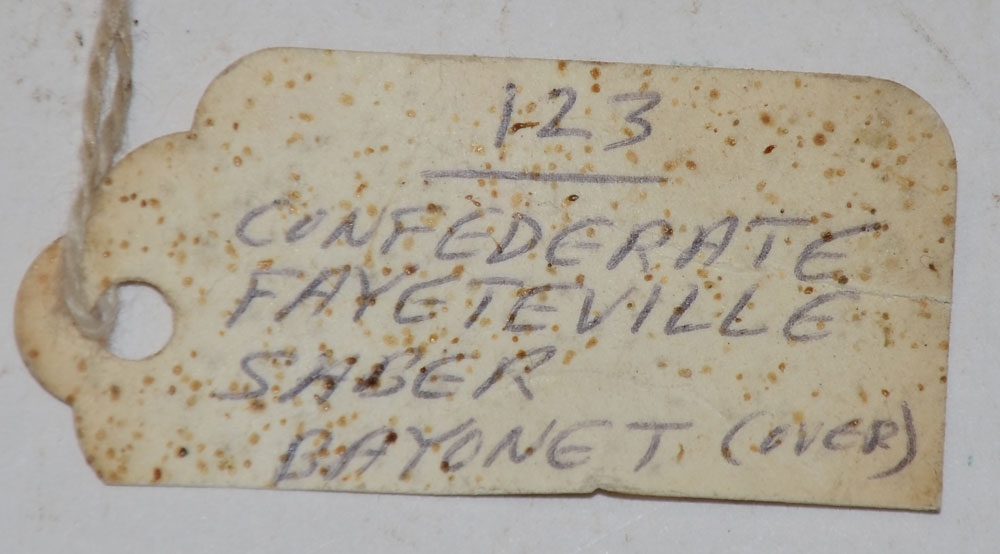 123
CONFEDERATE
FAYETEVILLE
SABER
BAYONET (OVER)